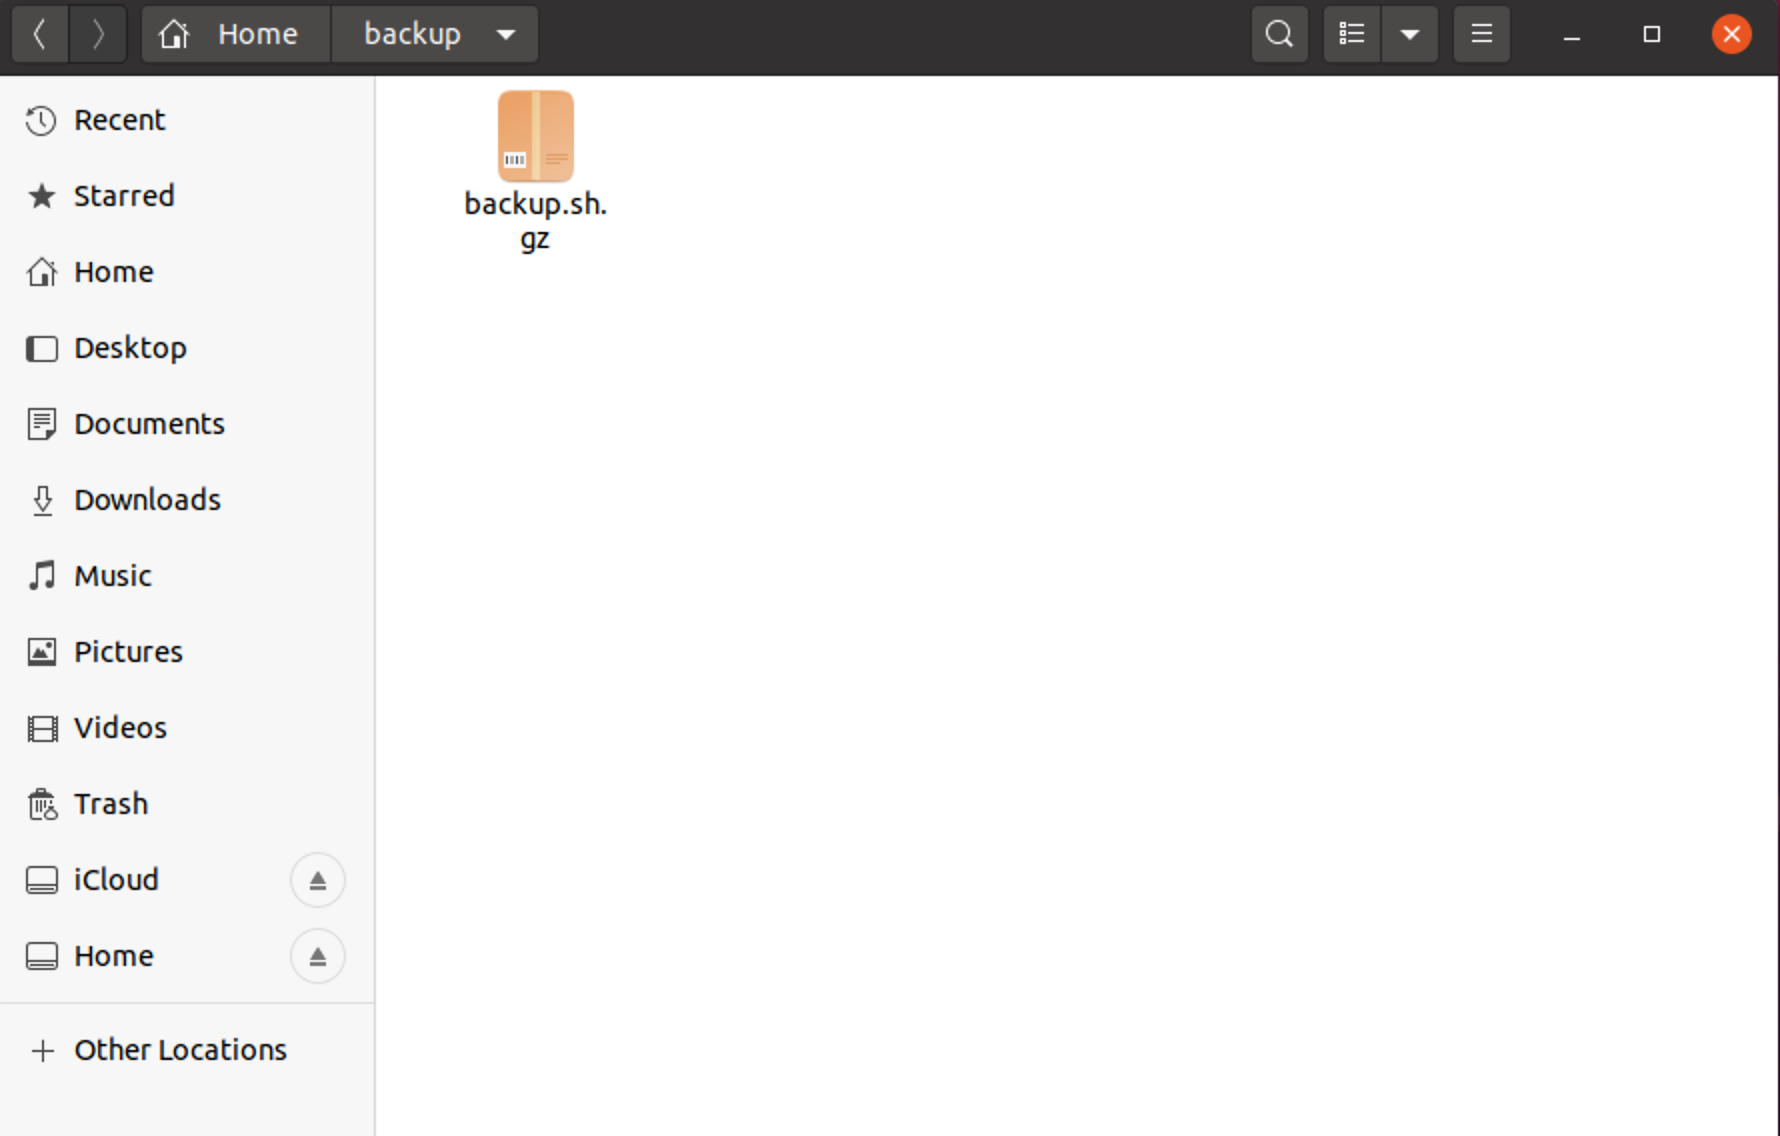 Home
backup
Recent
Starred
Home
Desktop
Documents
Downloads
Music
Pictures
Videos
Trash
iCloud
Home
Other Locations
backup.sh.
gz